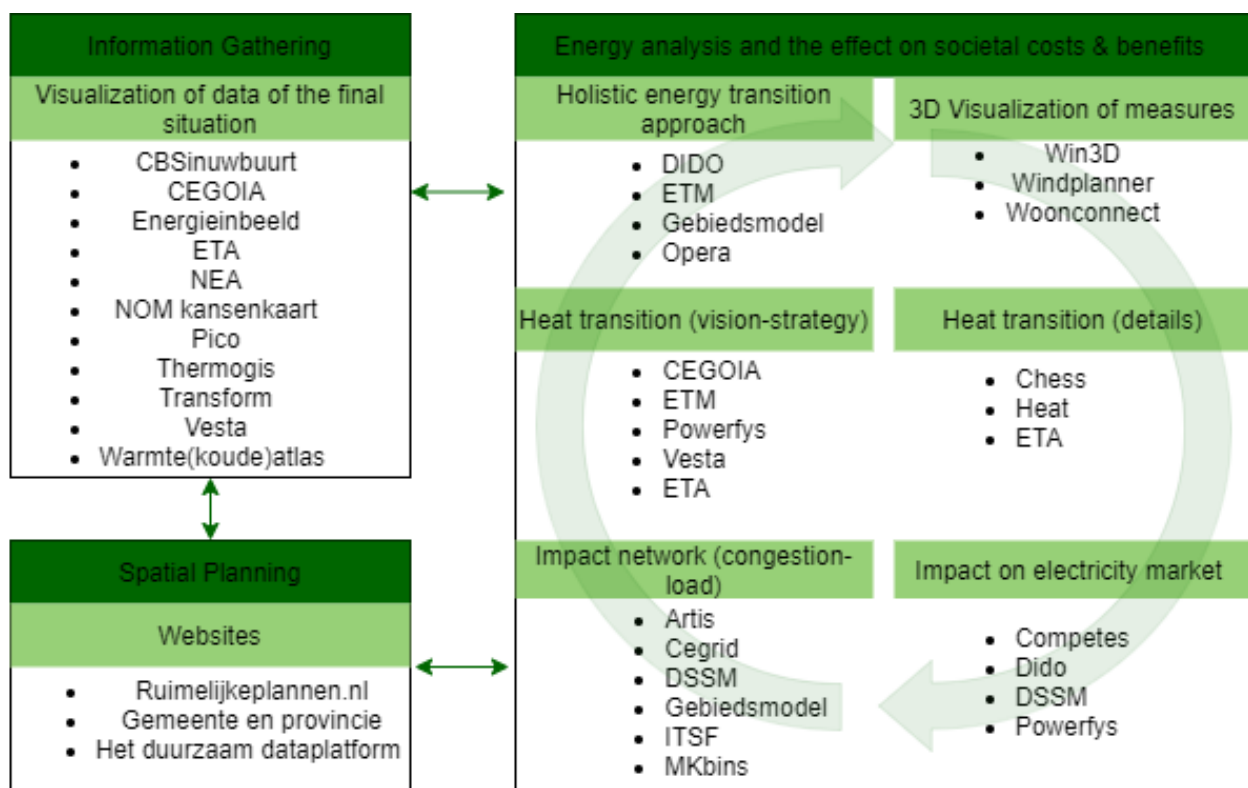 Information Gathering
Visualization of data of the final
situation
CBSinuwbuurt
CEGOIA
Energieinbeeld
ETA
NEA
NOM kansenkaart
Pico
Thermogis
Transform
Vesta
Warmte(koude)atlas
Spatial Planning
Websites
Ruimelijkeplannen.nl
Gemeente en provincie
Het duurzaam dataplatform
Energy analysis and the effect on societal costs & benefits
Holistic energy transition
approach
DIDO
ETM
Gebiedsmodel
Opera
3D Visualization of measures
Win3D
Windplanner
Woonconnect
Heat transition (vision-strategy)
CEGOIA
ETM
Powerfys
Vesta
ETA
Heat transition (details)
Chess
Heat
ETA
Impact network (congestion-
load)
Artis
Cegrid
DSSM
Gebiedsmodel
ITSF
MKbins
Impact on electricity market
Competes
Dido
DSSM
Powerfys